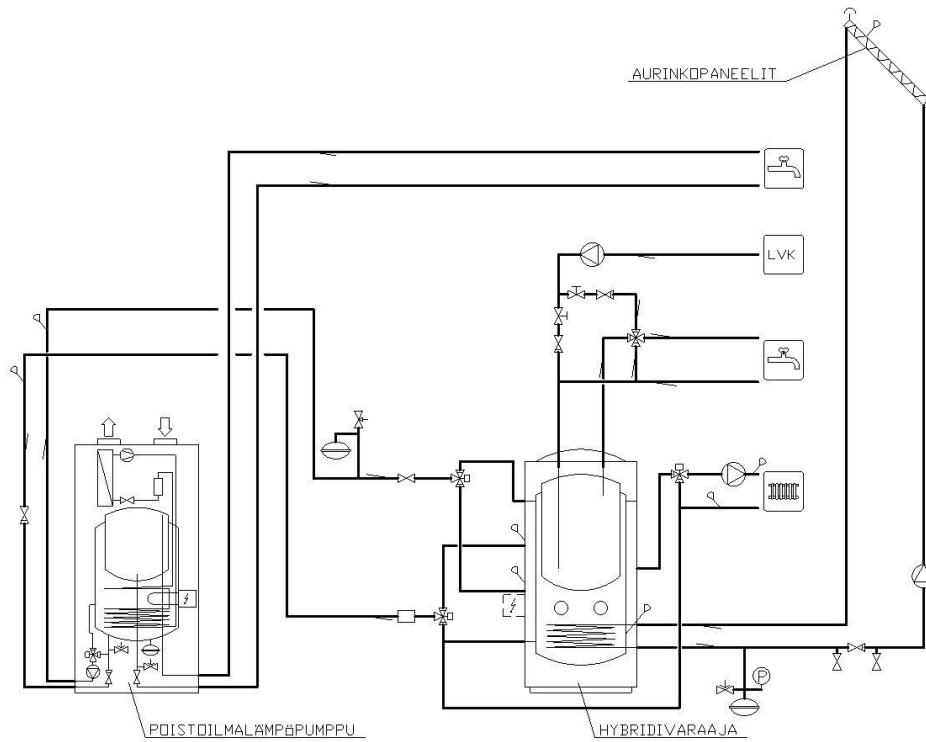 AURINKOPANEELIT
LVK
P
POISTOILMALÄMPÖPUMPPU
HYBRIDIVARAAJA